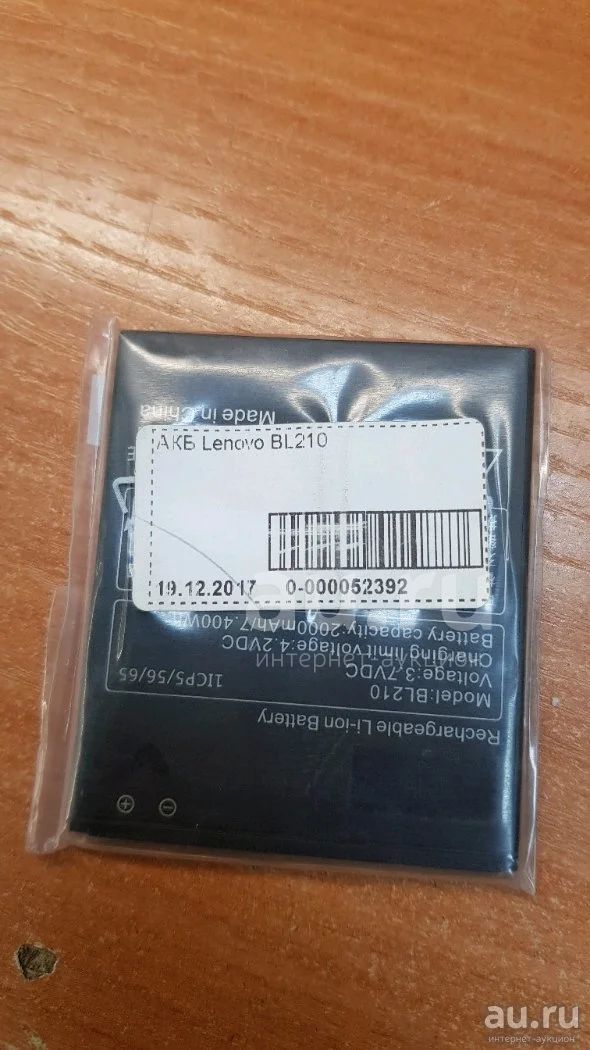 Made in China
АКБ Lenovo BL210
19.12.2017 0-000052392
Battery capacity:2000mAh/7.400Wh
Charging limit voltage:4.2VDC
Voltage:3.7VDC
Model:BL210 1ICP5/56/65
Rechargeable Li-ion Battery
интернет-аукцион
au.ru
интернет-аукцион